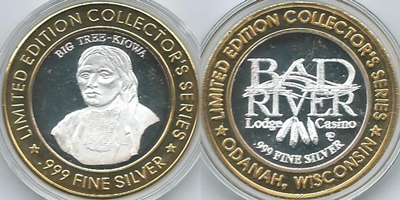 LIMITED EDITION COLLECTOR'S SERIES
BIG TREE-KIOWA
.999 FINE SILVER
LIMITED EDITION COLLECTOR'S SERIES
BAD
RIVER
Lodge Casino
.999 FINE SILVER
ODANAH, WISCONSIN